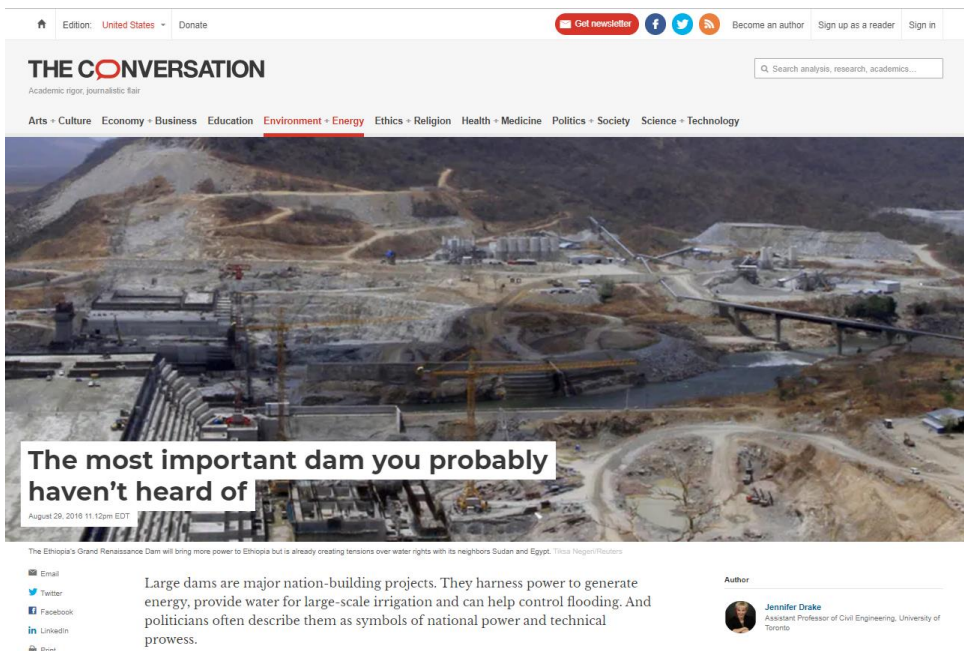 Edition: United States Donate
Get newsletter
Become an author Sign up as a reader Sign in
THE CONVERSATION
Academic rigor, journalistic flair
Search analysis, research, academics...
Arts + Culture Economy + Business Education Environment + Energy Ethics + Religion Health + Medicine Politics + Society Science + Technology
The most important dam you probably
haven’t heard of
August 29, 2016 11.12pm EDT
The Ethiopia's Grand Renaissance Dam will bring more power to Ethiopia but is already creating tensions over water rights with its neighbors Sudan and Egypt. Tiksa Negeri/Reuters
Email
Twitter
Facebook
LinkedIn
Print
Large dams are major nation-building projects. They harness power to generate
energy, provide water for large-scale irrigation and can help control flooding. And
politicians often describe them as symbols of national power and technical
prowess.
Author
Jennifer Drake
Assistant Professor of Civil Engineering, University of
Toronto